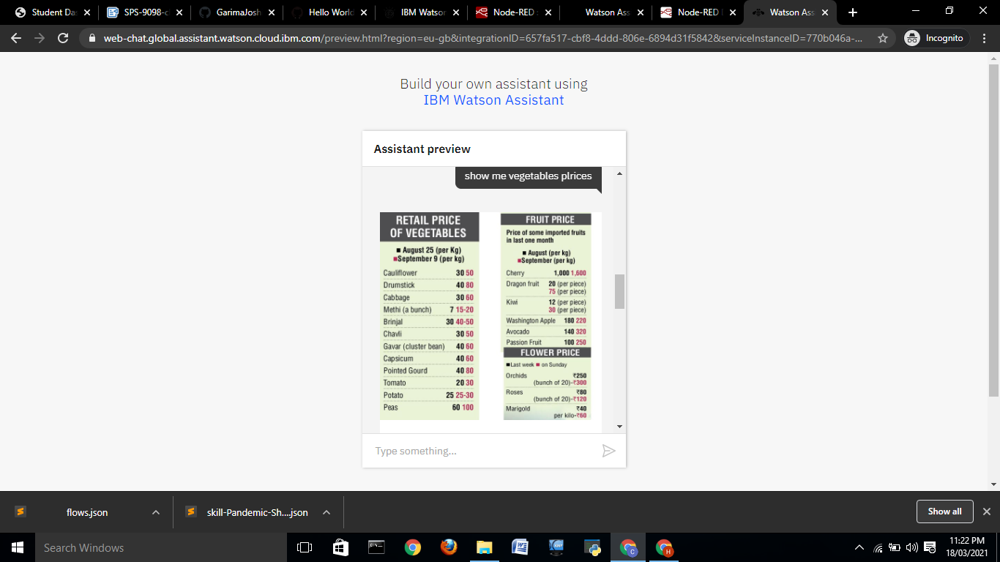 Student Da
SPS-9098-c
GarimaJosh
Hello World
IBM Watson
Node-RED :
Watson Ass
Node-RED
Watson Ass
web-chat.global.assistant.watson.cloud.ibm.com/preview.html?region=eu-gb&integrationID=657fa517-cbf8-4ddd-806e-6894d31f5842&serviceInstanceID=770b046a-...
Incognito
Build your own assistant using
IBM Watson Assistant
Assistant preview
show me vegetables plrices
RETAIL PRICE
OF VEGETABLES
■ August 25 (per Kg)
■September 9 (per kg)
Cauliflower 30 50
Drumstick 40 80
Cabbage 30 60
Methi (a bunch) 7 15-20
Brinjal 30 40-50
Chavli 30 50
Gavar (cluster bean) 40 60
Capsicum 40 60
Pointed Gourd 40 80
Tomato 20 30
Potato 25 25-30
Peas 60 100
FRUIT PRICE
Price of some imported fruits
in last one month
■ August (per kg)
■September (per kg)
Cherry 1,000 1,600
Dragon fruit 20 (per piece)
75 (per piece)
Kiwi 12 (per piece)
30 (per piece)
Washington Apple 180 220
Avocado 140 320
Passion Fruit 100 250
FLOWER PRICE
■Last week ■ on Sunday
Orchids ₹250
(bunch of 20)-₹300
Roses ₹80
(bunch of 20)-₹120
Marigold ₹40
per kilo-₹60
Type something...
flows.json
skill-Pandemic-Sh....json
Show all
Search Windows
11:22 PM
18/03/2021